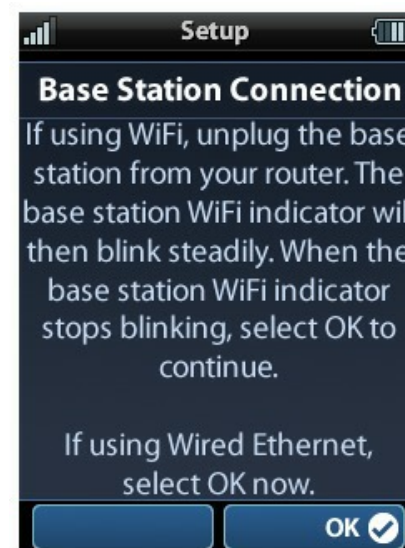 Setup
Base Station Connection
If using WiFi, unplug the base
station from your router. The
base station WiFi indicator will
then blink steadily. When the
base station WiFi indicator
stops blinking, select OK to
continue.
If using Wired Ethernet,
select OK now.
OK